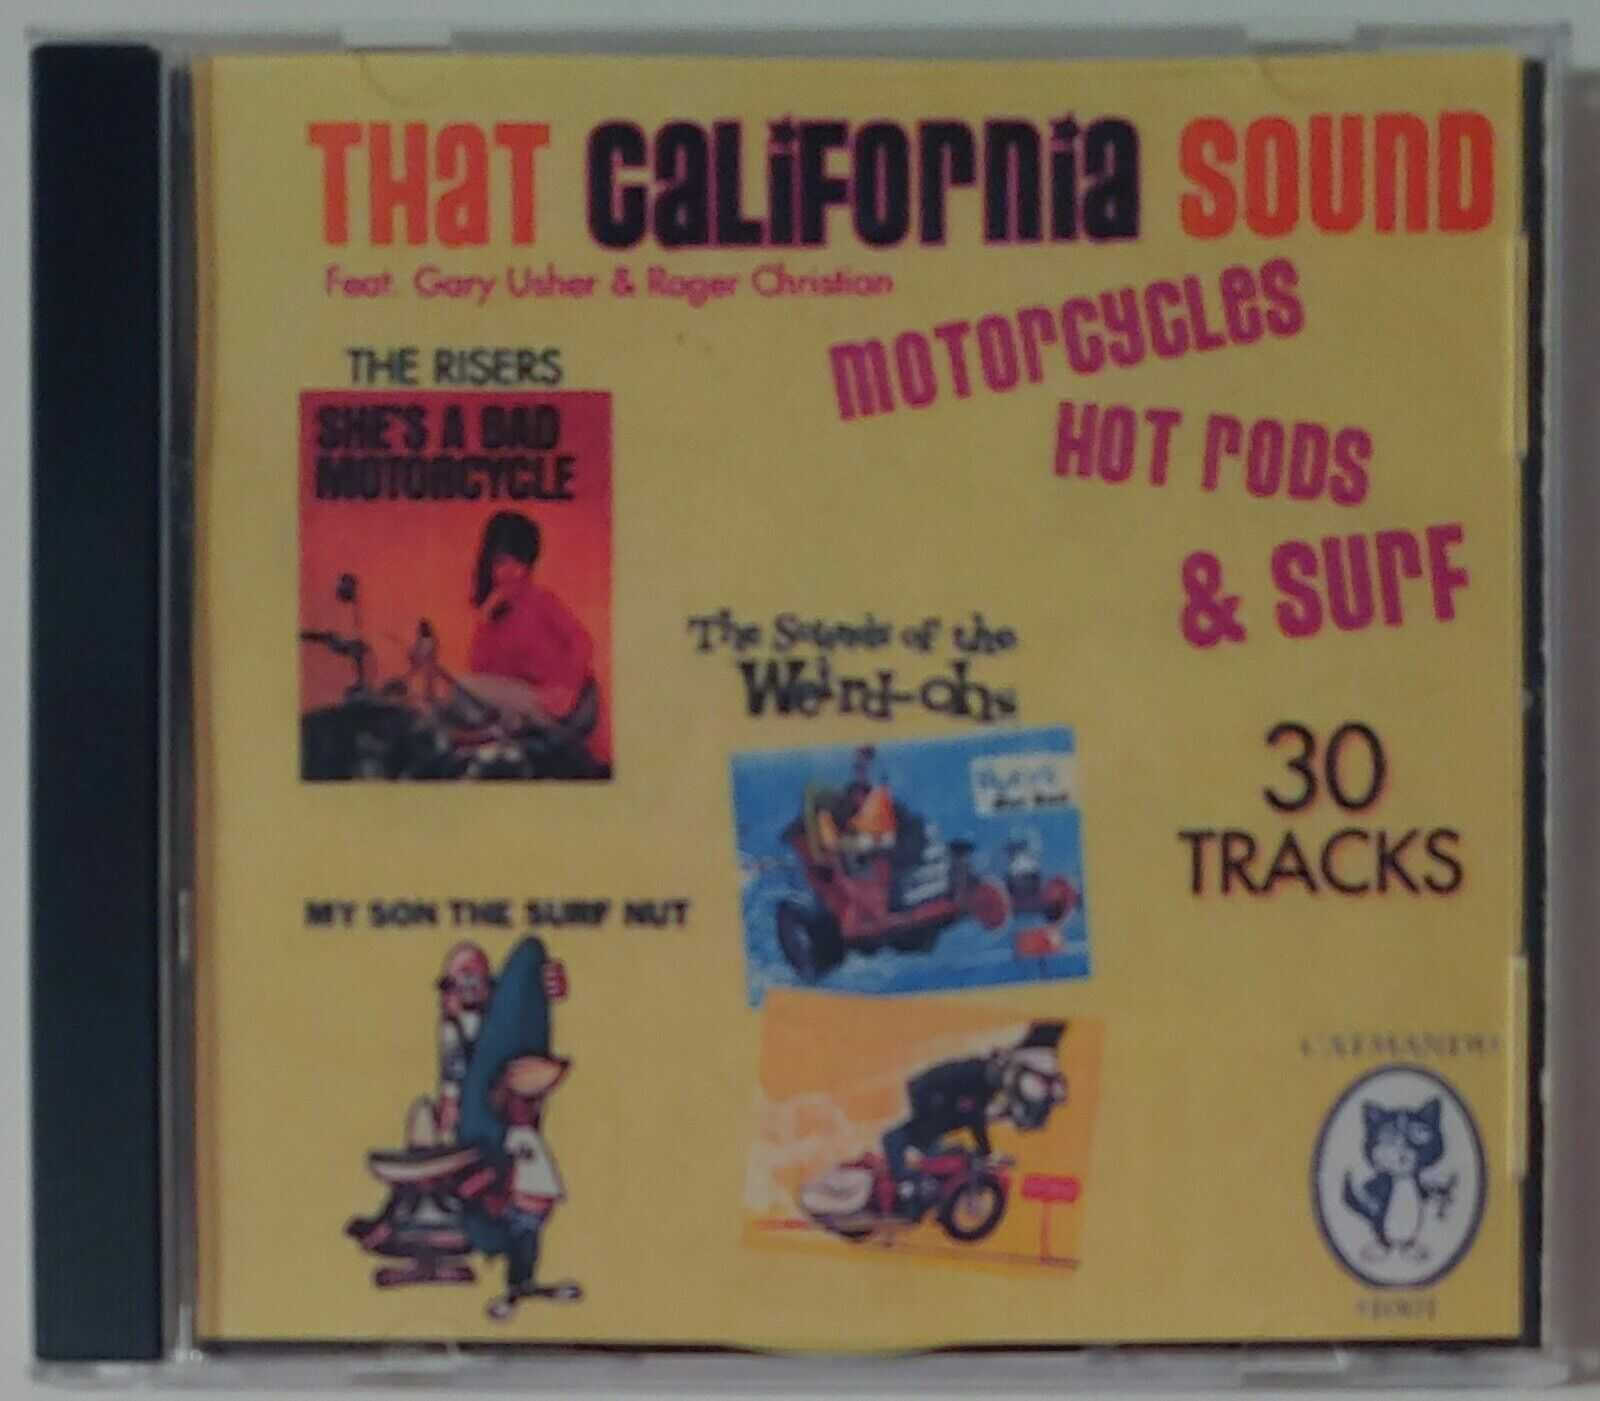 THAT CALIFORNIA SOUND
Feat. Gary Usher & Roger Christian
MOTORCYCLES
HOT RODS
& SURF
THE RISERS
SHE'S A BAD
MOTORCYCLE
The Sounds of the
Weird-ohs
30
TRACKS
MY SON THE SURF NUT
CATMANDO